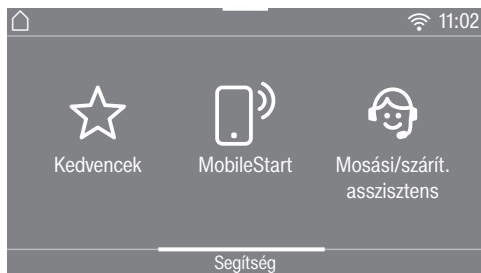 11:02
Kedvencek
MobileStart
Mosási/szárít.
asszisztens
Segítség